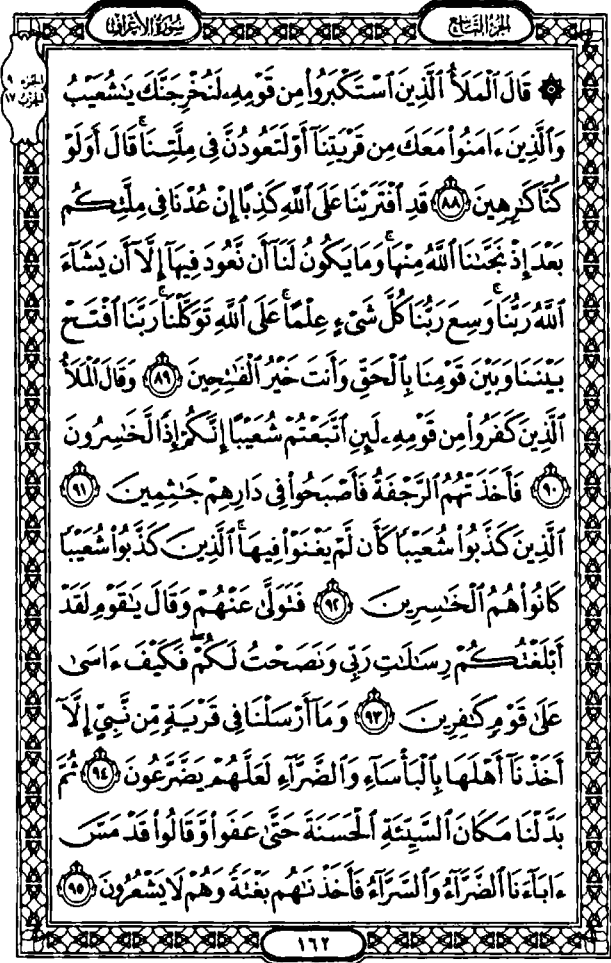 سُورَةُ الأَعْرَافِ
الجزء التاسع
۞ قَالَ ٱلْمَلَأُ ٱلَّذِينَ ٱسْتَكْبَرُوا۟ مِن قَوْمِهِۦ لَنُخْرِجَنَّكَ يَـٰشُعَيْبُ
وَٱلَّذِينَ ءَامَنُوا۟ مَعَكَ مِن قَرْيَتِنَآ أَوْ لَتَعُودُنَّ فِى مِلَّتِنَا ۚ قَالَ أَوَلَوْ
كُنَّا كَـٰرِهِينَ ٨٨ قَدِ ٱفْتَرَيْنَا عَلَى ٱللَّهِ كَذِبًا إِنْ عُدْنَا فِى مِلَّتِكُم
بَعْدَ إِذْ نَجَّىٰنَا ٱللَّهُ مِنْهَا ۚ وَمَا يَكُونُ لَنَآ أَن نَّعُودَ فِيهَآ إِلَّآ أَن يَشَآءَ
ٱللَّهُ رَبُّنَا ۚ وَسِعَ رَبُّنَا كُلَّ شَىْءٍ عِلْمًا ۚ عَلَى ٱللَّهِ تَوَكَّلْنَا ۚ رَبَّنَا ٱفْتَحْ
بَيْنَنَا وَبَيْنَ قَوْمِنَا بِٱلْحَقِّ وَأَنتَ خَيْرُ ٱلْفَـٰتِحِينَ ٨٩ وَقَالَ ٱلْمَلَأُ
ٱلَّذِينَ كَفَرُوا۟ مِن قَوْمِهِۦ لَئِنِ ٱتَّبَعْتُمْ شُعَيْبًا إِنَّكُمْ إِذًا لَّخَـٰسِرُونَ
٩٠ فَأَخَذَتْهُمُ ٱلرَّجْفَةُ فَأَصْبَحُوا۟ فِى دَارِهِمْ جَـٰثِمِينَ ٩١
ٱلَّذِينَ كَذَّبُوا۟ شُعَيْبًا كَأَن لَّمْ يَغْنَوْا۟ فِيهَا ۚ ٱلَّذِينَ كَذَّبُوا۟ شُعَيْبًا
كَانُوا۟ هُمُ ٱلْخَـٰسِرِينَ ٩٢ فَتَوَلَّىٰ عَنْهُمْ وَقَالَ يَـٰقَوْمِ لَقَدْ
أَبْلَغْتُكُمْ رِسَـٰلَـٰتِ رَبِّى وَنَصَحْتُ لَكُمْ ۖ فَكَيْفَ ءَاسَىٰ
عَلَىٰ قَوْمٍ كَـٰفِرِينَ ٩٣ وَمَآ أَرْسَلْنَا فِى قَرْيَةٍ مِّن نَّبِىٍّ إِلَّآ
أَخَذْنَآ أَهْلَهَا بِٱلْبَأْسَآءِ وَٱلضَّرَّآءِ لَعَلَّهُمْ يَضَّرَّعُونَ ٩٤ ثُمَّ
بَدَّلْنَا مَكَانَ ٱلسَّيِّئَةِ ٱلْحَسَنَةَ حَتَّىٰ عَفَوا۟ وَّقَالُوا۟ قَدْ مَسَّ
ءَابَآءَنَا ٱلضَّرَّآءُ وَٱلسَّرَّآءُ فَأَخَذْنَـٰهُم بَغْتَةً وَهُمْ لَا يَشْعُرُونَ ٩٥
١٦٢